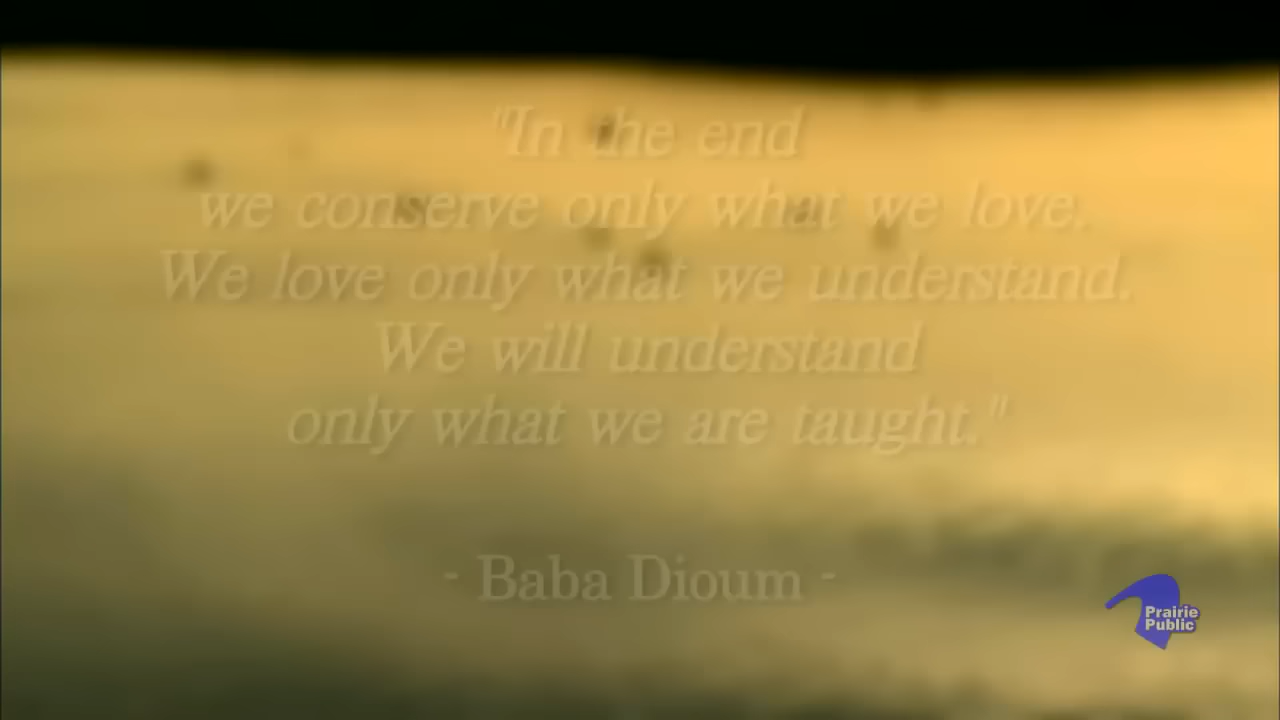 "In the end
we conserve only what we love.
We love only what we understand.
We will understand
only what we are taught."
- Baba Dioum -
Prairie
Public